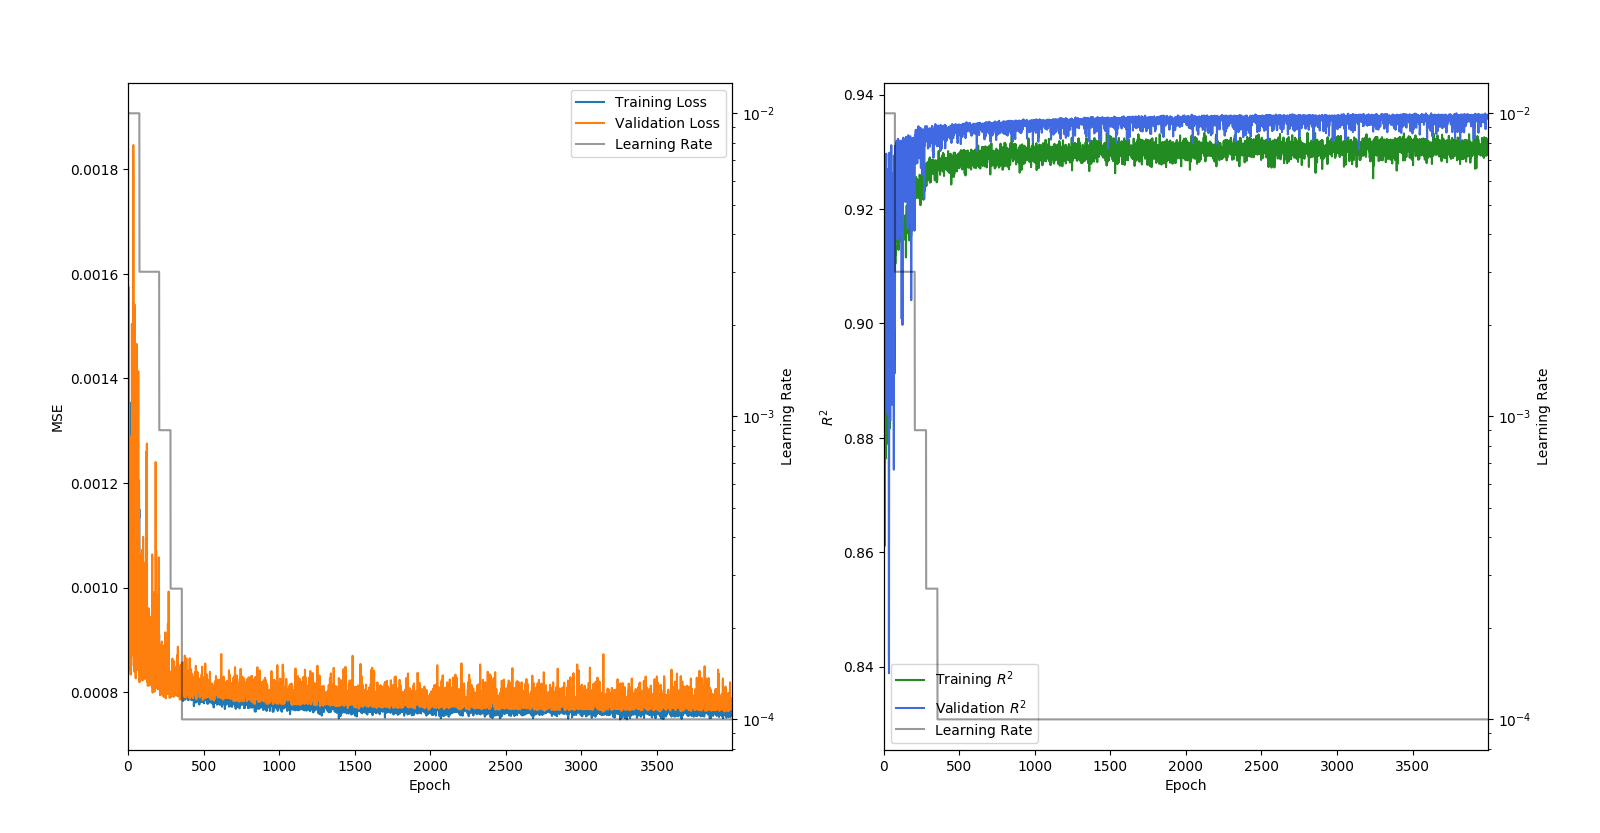 Training Loss
Validation Loss
Learning Rate
MSE
0.0018
0.0016
0.0014
0.0012
0.0010
0.0008
10⁻²
10⁻³
10⁻⁴
Learning Rate
0 500 1000 1500 2000 2500 3000 3500
Epoch
R²
0.94
0.92
0.90
0.88
0.86
0.84
10⁻²
10⁻³
10⁻⁴
Learning Rate
Training R²
Validation R²
Learning Rate
0 500 1000 1500 2000 2500 3000 3500
Epoch